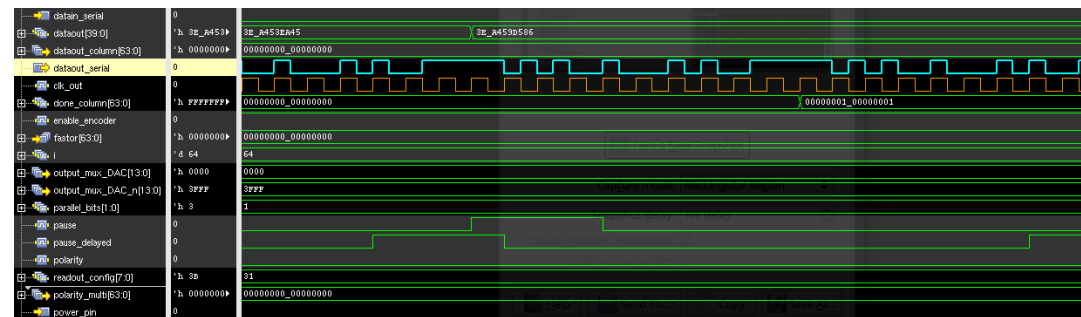 datain_serial 0
dataout[39:0] 'h 3E_A453 3E_A453EA45 3E_A459D586
dataout_column[63:0] 'h 0000000 00000000_00000000
dataout_serial 0
clk_out 0
done_column[63:0] 'h FFFFFFF 00000000_00000000 00000001_00000001
enable_encoder 0
fastor[63:0] 'h 0000000 00000000_00000000
i 'd 64 64
output_mux_DAC[13:0] 'h 0000 0000
output_mux_DAC_n[13:0] 'h 3FFF 3FFF
parallel_bits[1:0] 'h 3 1
pause 0
pause_delayed 0
polarity 0
readout_config[7:0] 'h 3B 31
polarity_multi[63:0] 'h 0000000 00000000_00000000
power_pin 0